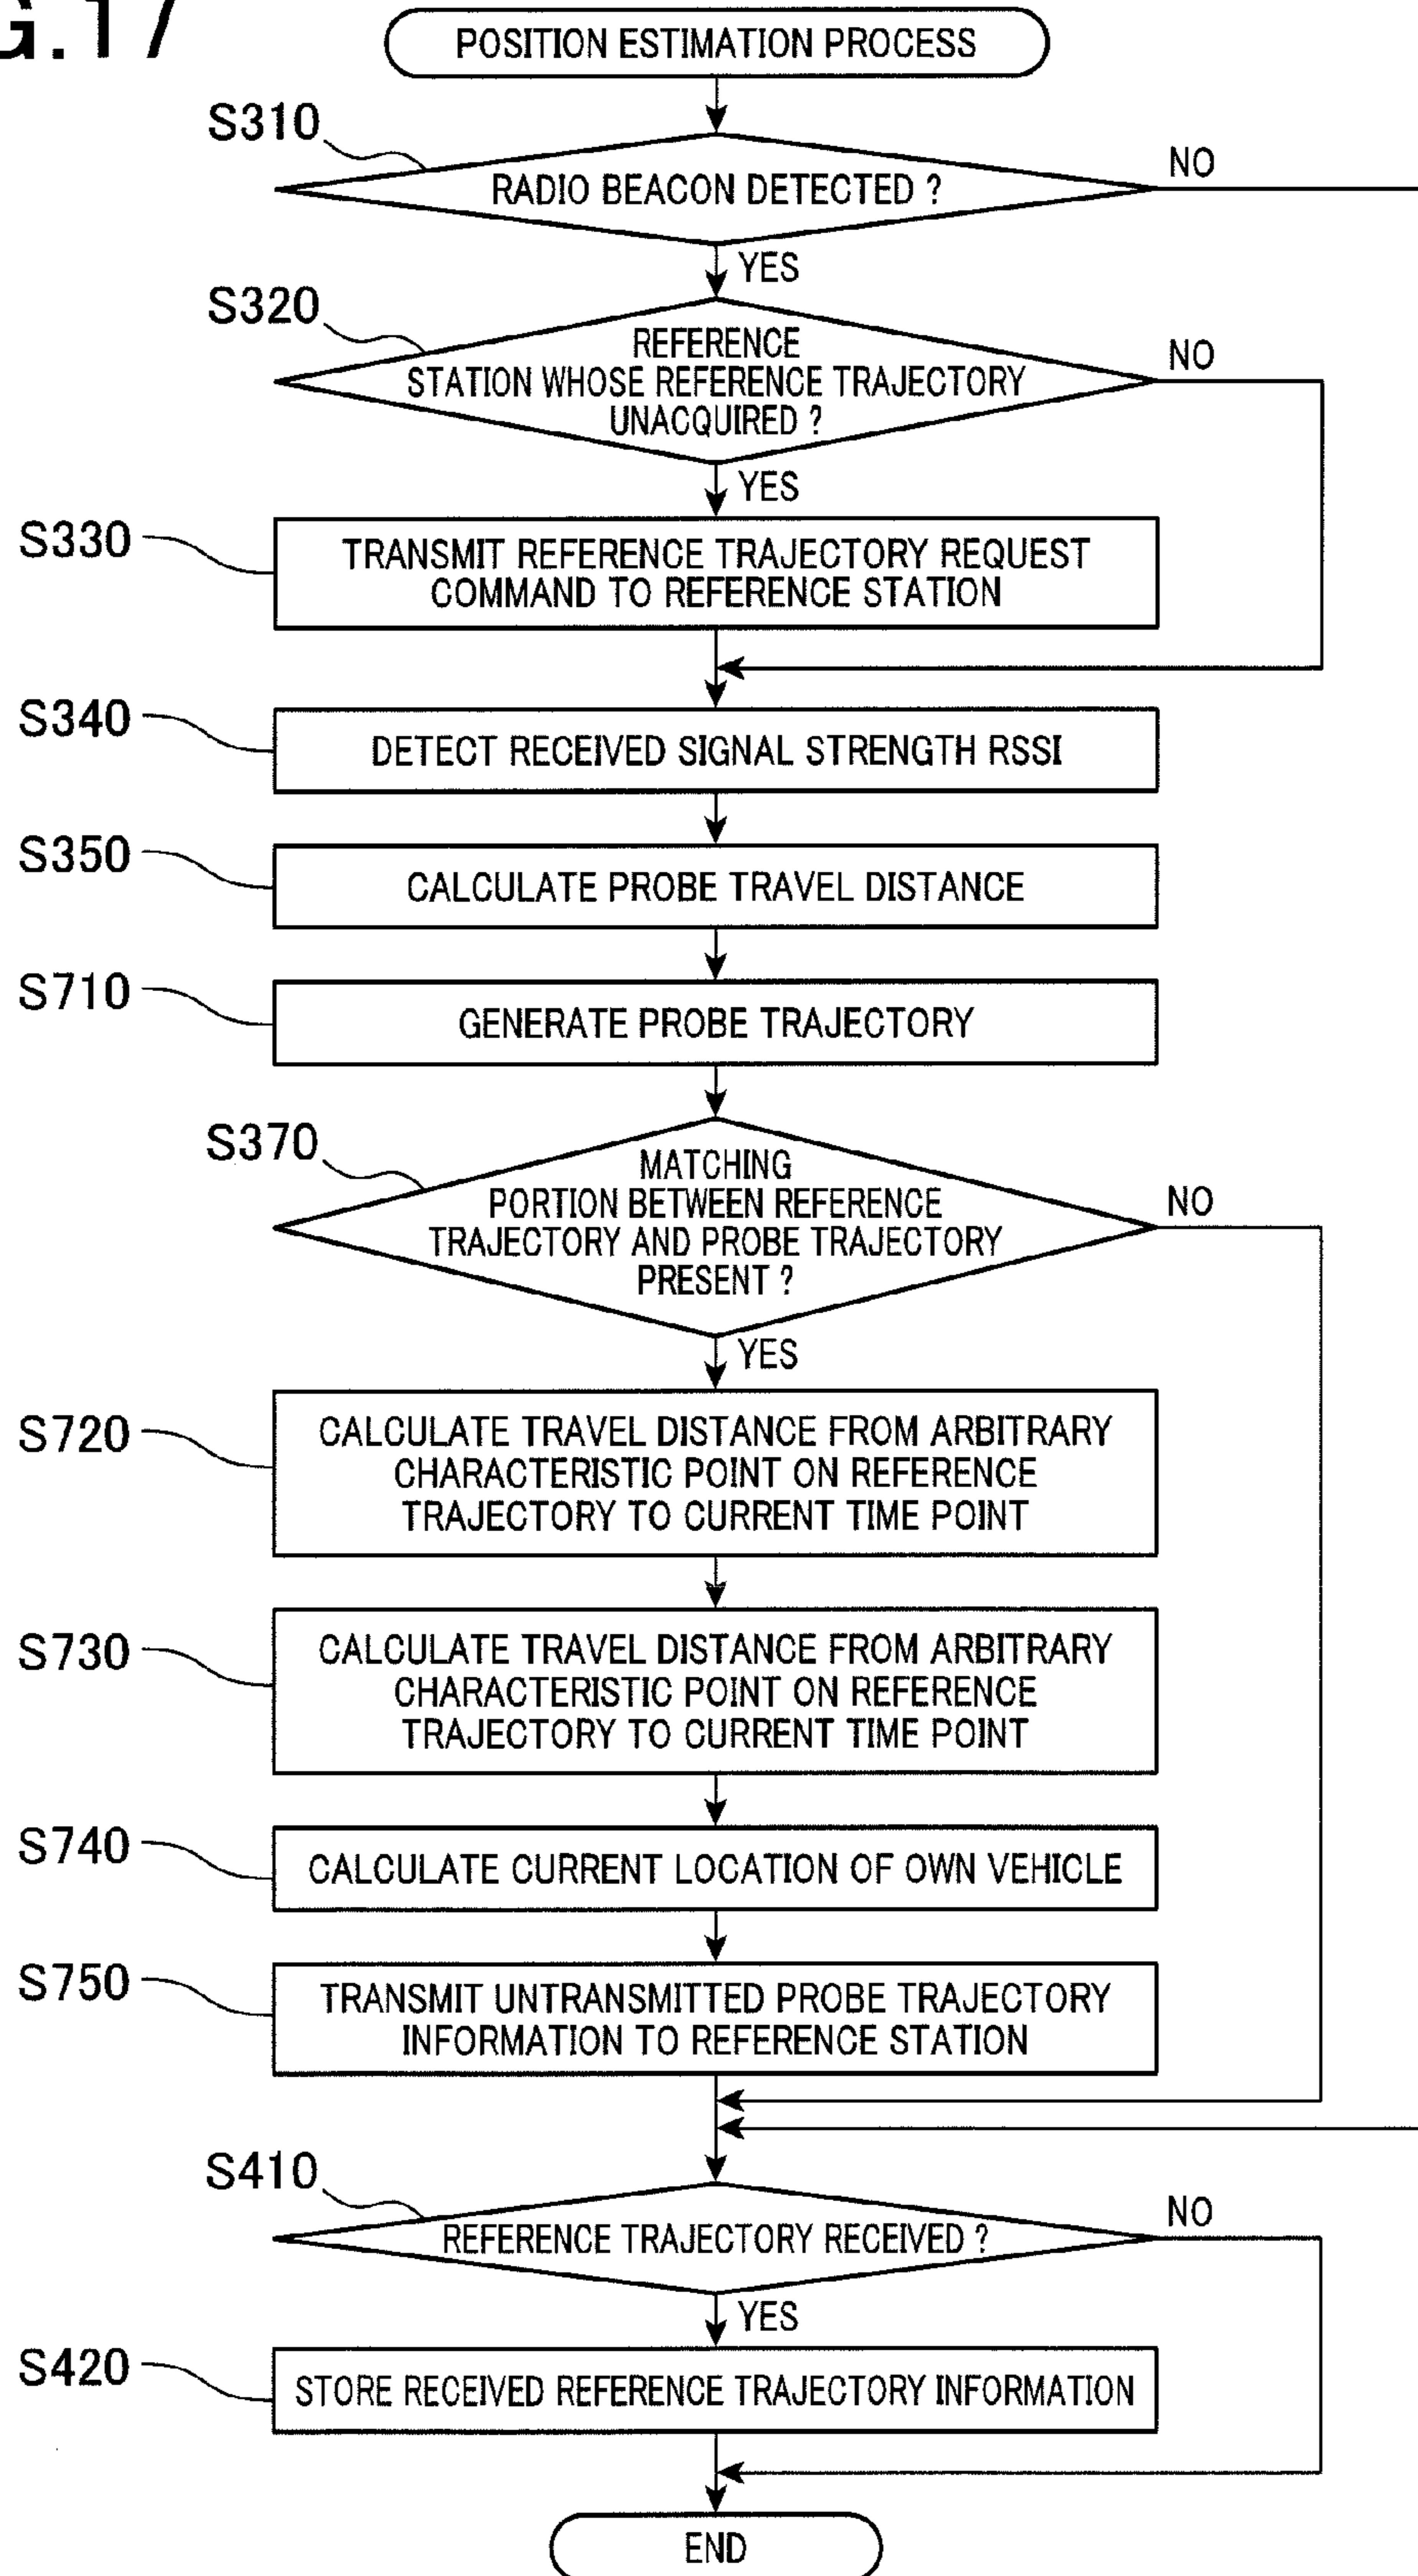 G.17
POSITION ESTIMATION PROCESS
S310
RADIO BEACON DETECTED ?
NO
YES
S320
REFERENCE
STATION WHOSE REFERENCE TRAJECTORY
UNACQUIRED ?
NO
YES
S330
TRANSMIT REFERENCE TRAJECTORY REQUEST
COMMAND TO REFERENCE STATION
S340
DETECT RECEIVED SIGNAL STRENGTH RSSI
S350
CALCULATE PROBE TRAVEL DISTANCE
S710
GENERATE PROBE TRAJECTORY
S370
MATCHING
PORTION BETWEEN REFERENCE
TRAJECTORY AND PROBE TRAJECTORY
PRESENT ?
NO
YES
S720
CALCULATE TRAVEL DISTANCE FROM ARBITRARY
CHARACTERISTIC POINT ON REFERENCE
TRAJECTORY TO CURRENT TIME POINT
S730
CALCULATE TRAVEL DISTANCE FROM ARBITRARY
CHARACTERISTIC POINT ON REFERENCE
TRAJECTORY TO CURRENT TIME POINT
S740
CALCULATE CURRENT LOCATION OF OWN VEHICLE
S750
TRANSMIT UNTRANSMITTED PROBE TRAJECTORY
INFORMATION TO REFERENCE STATION
S410
REFERENCE TRAJECTORY RECEIVED ?
NO
YES
S420
STORE RECEIVED REFERENCE TRAJECTORY INFORMATION
END